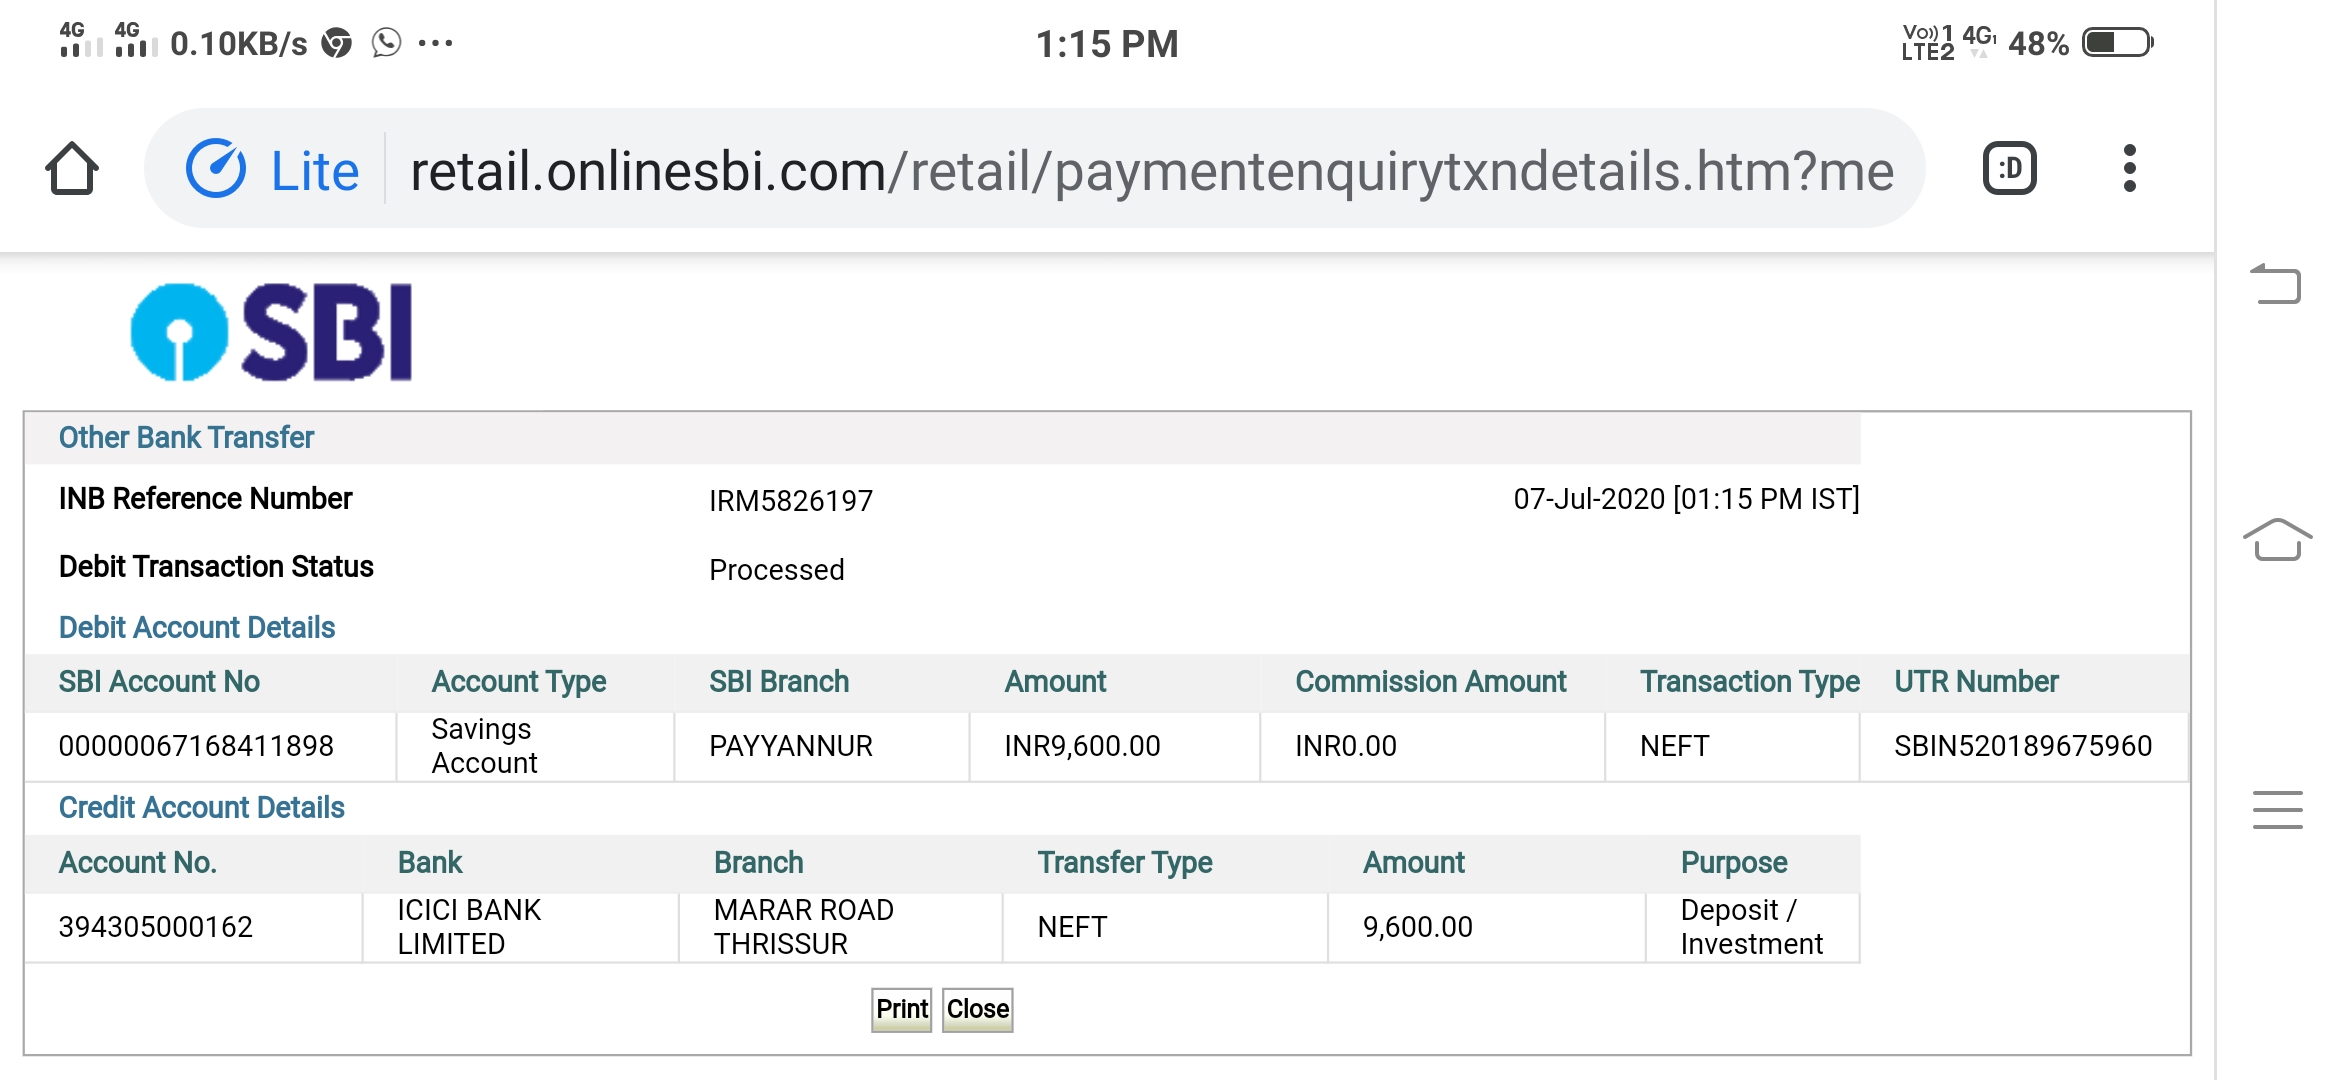 4G 4G 0.10KB/s ... 1:15 PM Vo)) 1 LTE2 4G1 48%
Lite retail.onlinesbi.com/retail/paymentenquirytxndetails.htm?me :D
SBI
Other Bank Transfer
INB Reference Number IRM5826197 07-Jul-2020 [01:15 PM IST]
Debit Transaction Status Processed
Debit Account Details
SBI Account No Account Type SBI Branch Amount Commission Amount Transaction Type UTR Number
00000067168411898 Savings Account PAYYANNUR INR9,600.00 INR0.00 NEFT SBIN520189675960
Credit Account Details
Account No. Bank Branch Transfer Type Amount Purpose
394305000162 ICICI BANK LIMITED MARAR ROAD THRISSUR NEFT 9,600.00 Deposit / Investment
Print Close